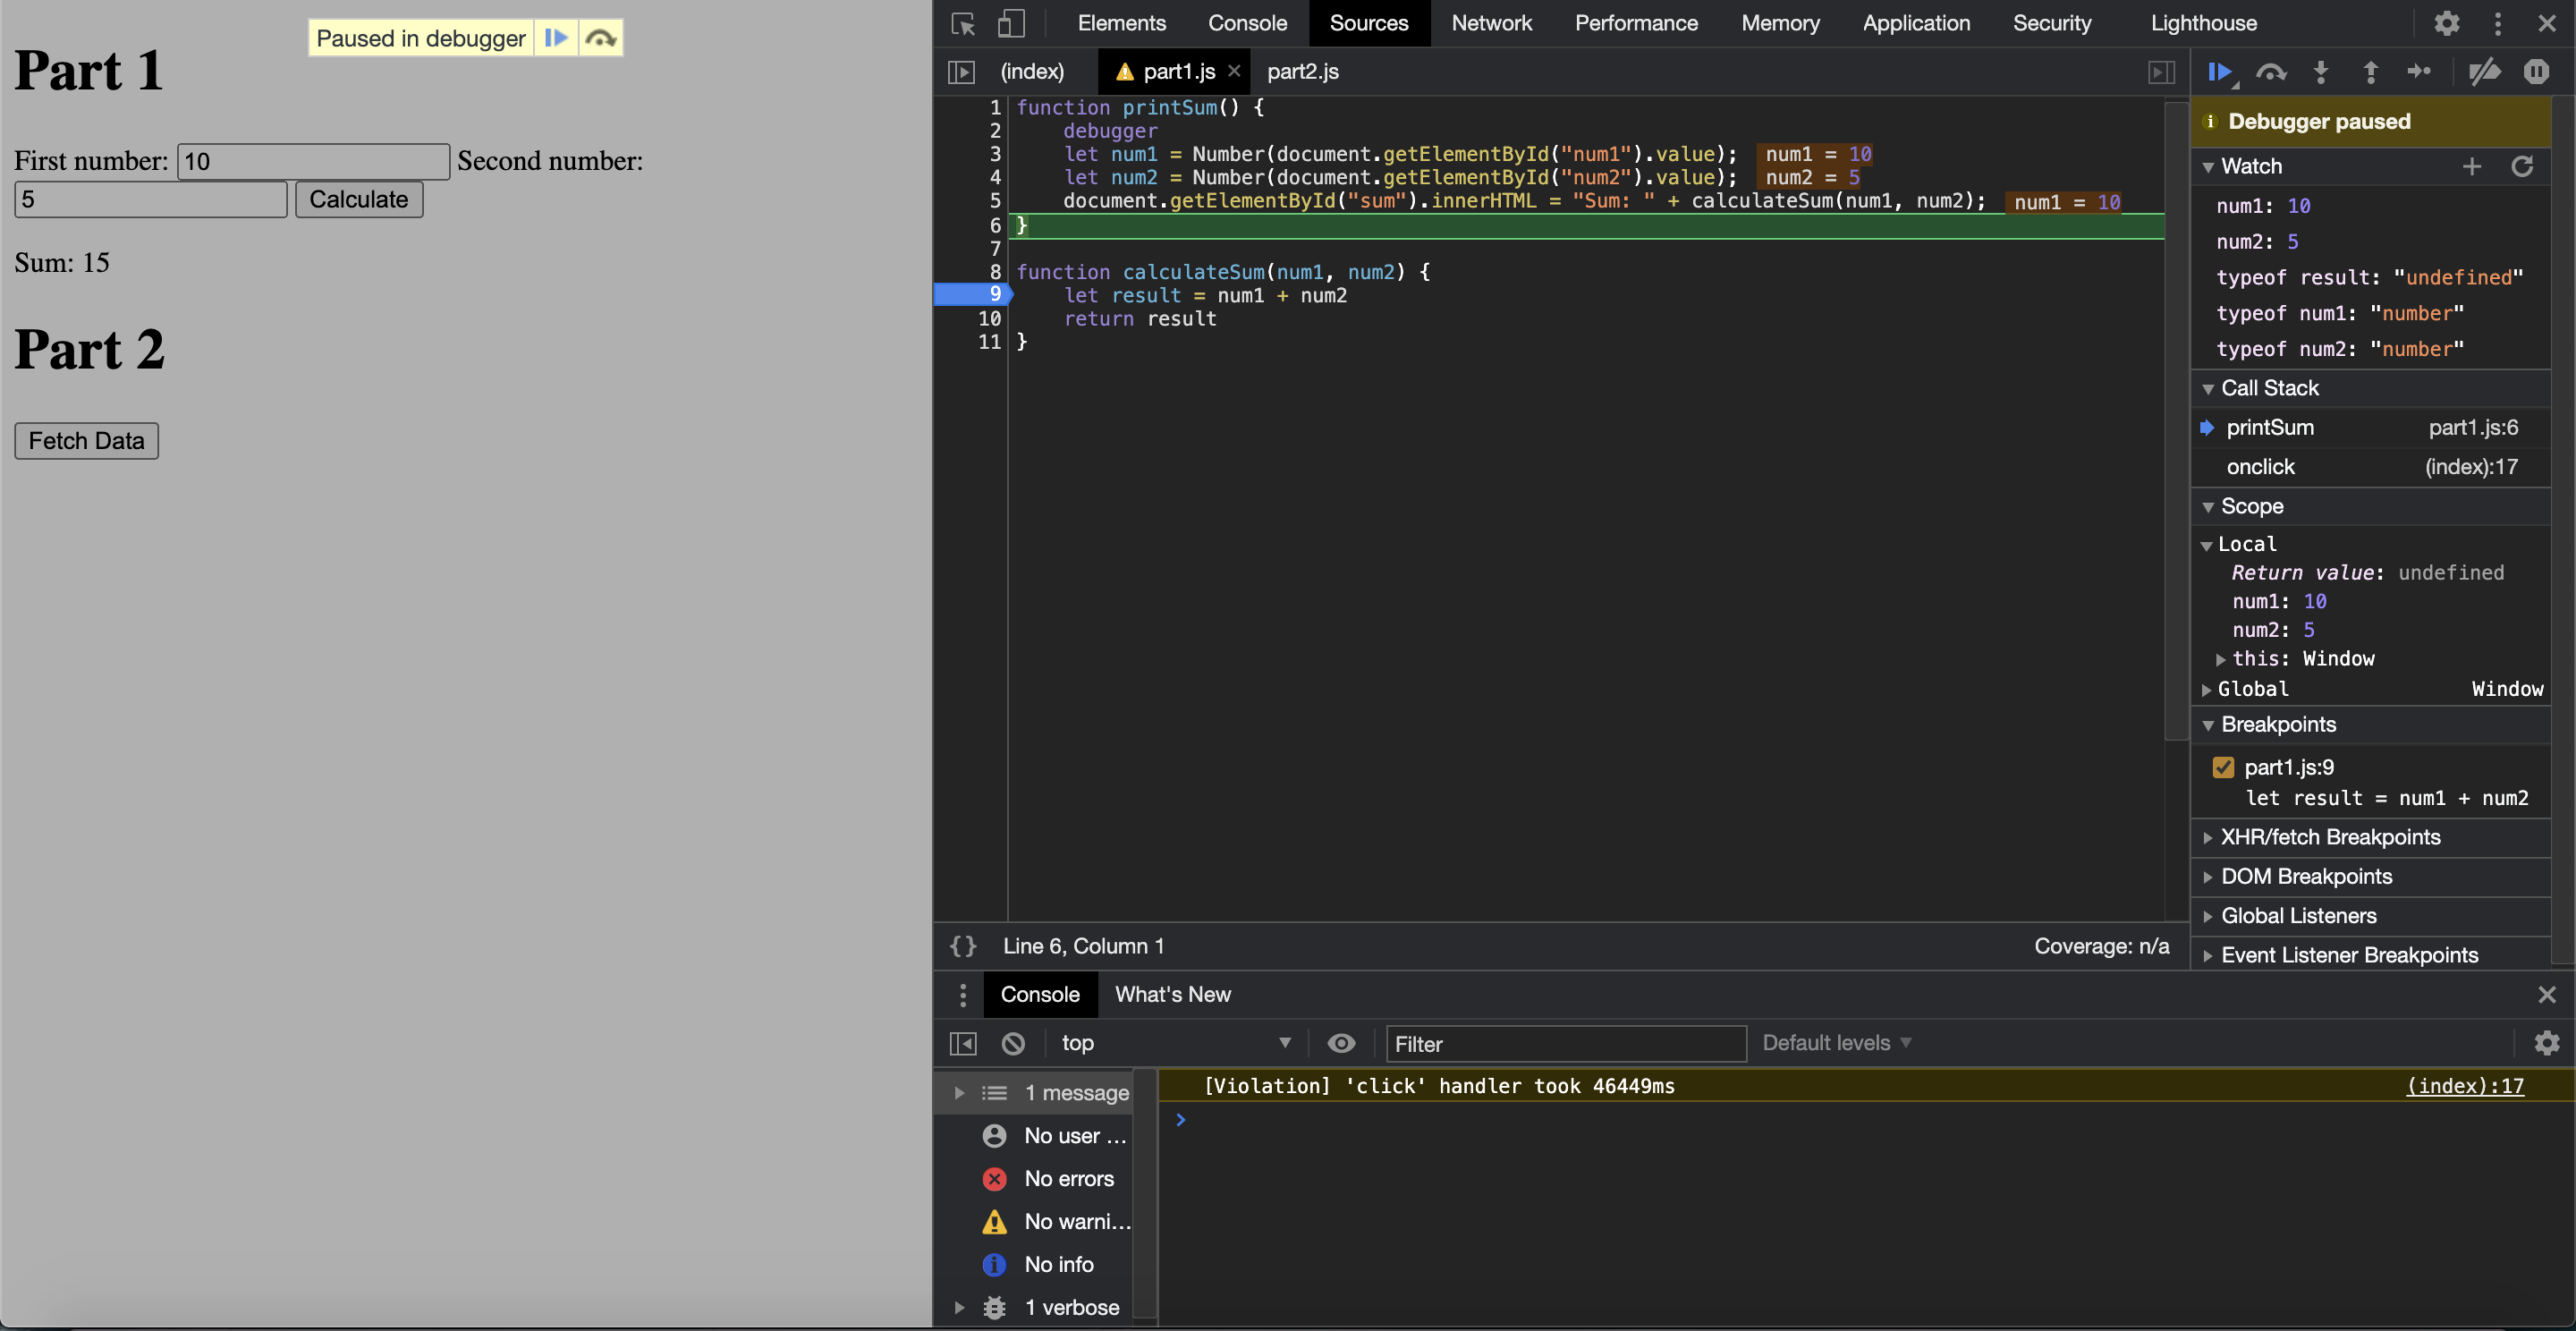 Part 1
Paused in debugger
First number: 10 Second number:
5 Calculate
Sum: 15
Part 2
Fetch Data
Elements Console Sources Network Performance Memory Application Security Lighthouse
(index) part1.js part2.js
1 function printSum() {
2 debugger
3 let num1 = Number(document.getElementById("num1").value); num1 = 10
4 let num2 = Number(document.getElementById("num2").value); num2 = 5
5 document.getElementById("sum").innerHTML = "Sum: " + calculateSum(num1, num2); num1 = 10
6 }
7
8 function calculateSum(num1, num2) {
9 let result = num1 + num2
10 return result
11 }
{} Line 6, Column 1 Coverage: n/a
Debugger paused
Watch
num1: 10
num2: 5
typeof result: "undefined"
typeof num1: "number"
typeof num2: "number"
Call Stack
printSum part1.js:6
onclick (index):17
Scope
Local
Return value: undefined
num1: 10
num2: 5
this: Window
Global Window
Breakpoints
part1.js:9
let result = num1 + num2
XHR/fetch Breakpoints
DOM Breakpoints
Global Listeners
Event Listener Breakpoints
Console What's New
top Filter Default levels
1 message
No user ...
No errors
No warni...
No info
1 verbose
[Violation] 'click' handler took 46449ms (index):17